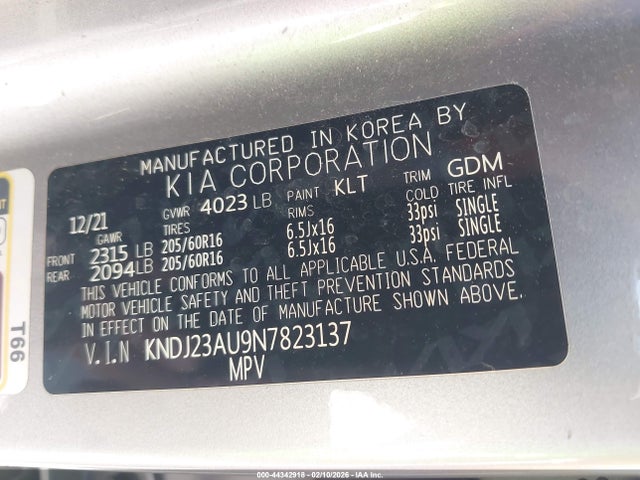 MANUFACTURED IN KOREA BY
KIA CORPORATION
12/21 GVWR 4023 LB PAINT KLT TRIM GDM
GAWR TIRES RIMS COLD TIRE INFL
FRONT 2315 LB 205/60R16 6.5Jx16 33psi SINGLE
REAR 2094 LB 205/60R16 6.5Jx16 33psi SINGLE
THIS VEHICLE CONFORMS TO ALL APPLICABLE U.S.A. FEDERAL
MOTOR VEHICLE SAFETY AND THEFT PREVENTION STANDARDS
IN EFFECT ON THE DATE OF MANUFACTURE SHOWN ABOVE.
V.I.N KNDJ23AU9N7823137
MPV
T66
000-44342918 - 02/10/2026 - IAA Inc.